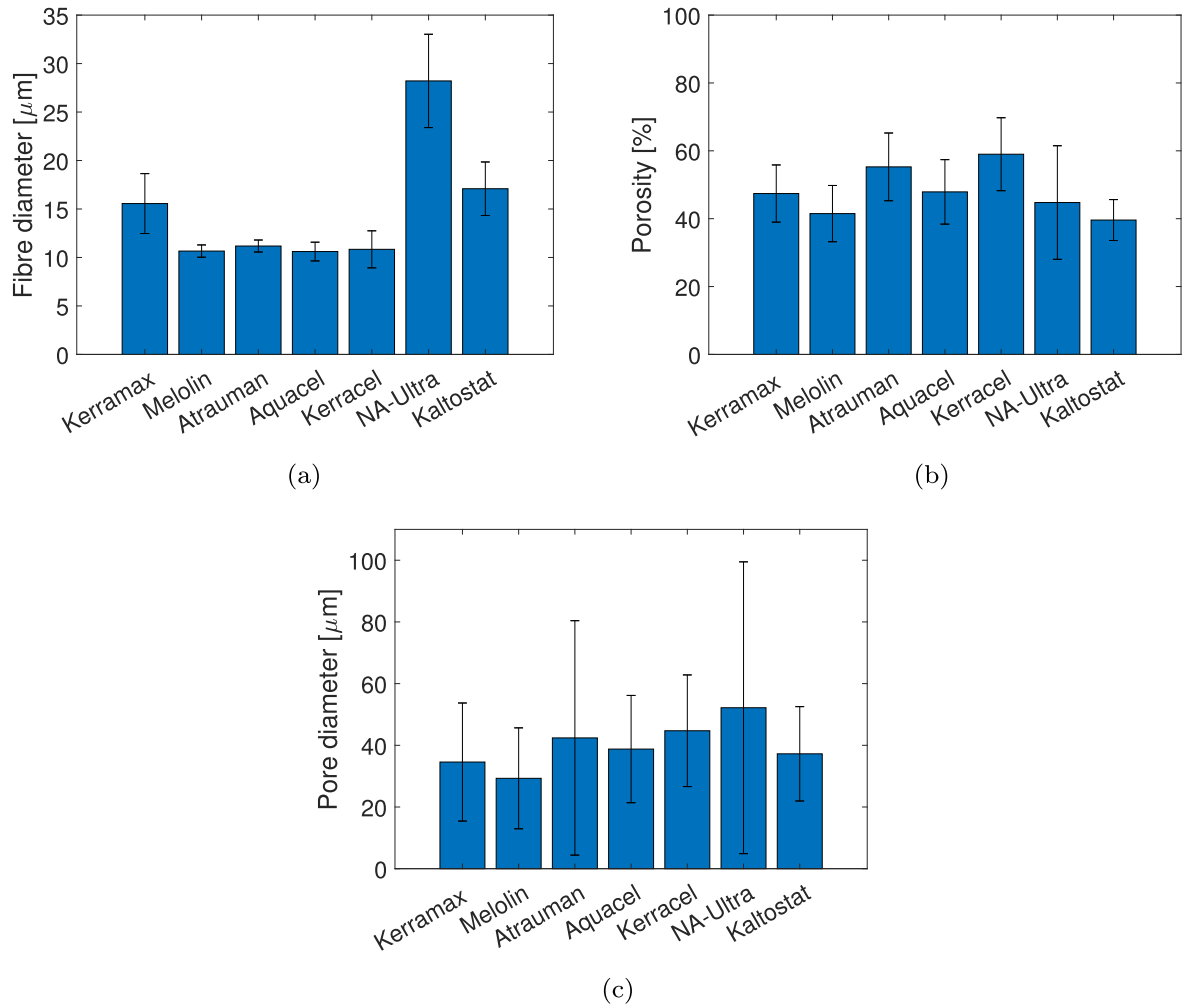 35
30
25
20
15
10
5
0
Fibre diameter [μm]
Kerramax
Melolin
Atrauman
Aquacel
Kerracel
NA-Ultra
Kaltostat
(a)
100
80
60
40
20
0
Porosity [%]
Kerramax
Melolin
Atrauman
Aquacel
Kerracel
NA-Ultra
Kaltostat
(b)
100
80
60
40
20
0
Pore diameter [μm]
Kerramax
Melolin
Atrauman
Aquacel
Kerracel
NA-Ultra
Kaltostat
(c)